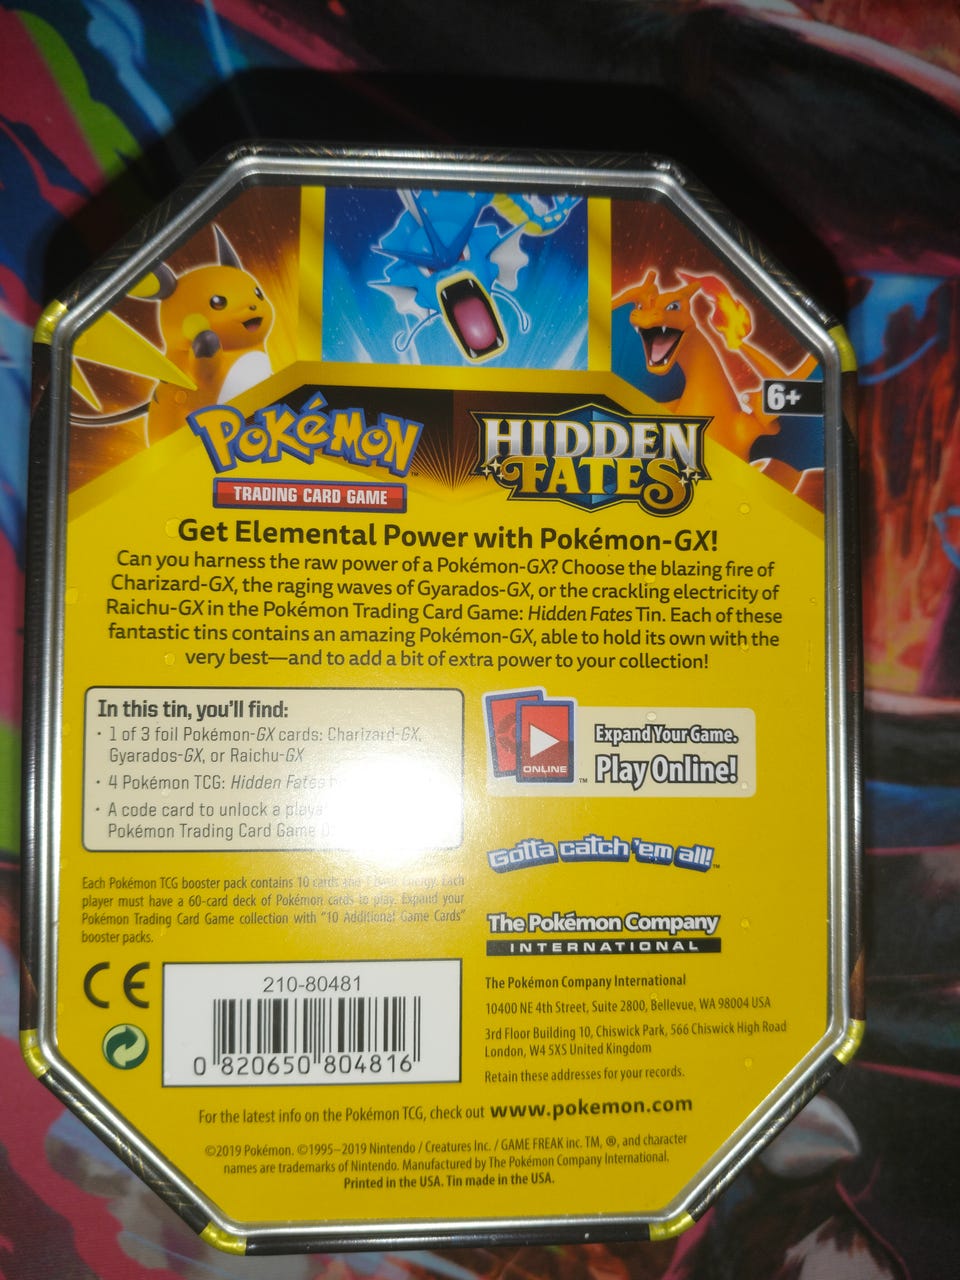 6+
POKéMON™
TRADING CARD GAME
HIDDEN
FATES
Get Elemental Power with Pokémon-GX!
Can you harness the raw power of a Pokémon-GX? Choose the blazing fire of
Charizard-GX, the raging waves of Gyarados-GX, or the crackling electricity of
Raichu-GX in the Pokémon Trading Card Game: Hidden Fates Tin. Each of these
fantastic tins contains an amazing Pokémon-GX, able to hold its own with the
very best—and to add a bit of extra power to your collection!
In this tin, you'll find:
• 1 of 3 foil Pokémon-GX cards: Charizard-GX,
Gyarados-GX, or Raichu-GX
• 4 Pokémon TCG: Hidden Fates
• A code card to unlock a
Pokémon Trading Card Game
ONLINE™
Expand Your Game.
Play Online!
Gotta catch 'em all!™
Each Pokémon TCG booster pack contains 10 cards and 1 Basic Energy. Each
player must have a 60-card deck of Pokémon cards to play. Expand your
Pokémon Trading Card Game collection with "10 Additional Game Cards"
booster packs.
The Pokémon Company
INTERNATIONAL
CE
210-80481
0 820650 804816
The Pokémon Company International
10400 NE 4th Street, Suite 2800, Bellevue, WA 98004 USA
3rd Floor Building 10, Chiswick Park, 566 Chiswick High Road
London, W4 5XS United Kingdom
Retain these addresses for your records.
For the latest info on the Pokémon TCG, check out www.pokemon.com
©2019 Pokémon. ©1995–2019 Nintendo / Creatures Inc. / GAME FREAK inc. TM, ®, and character
names are trademarks of Nintendo. Manufactured by The Pokémon Company International.
Printed in the USA. Tin made in the USA.